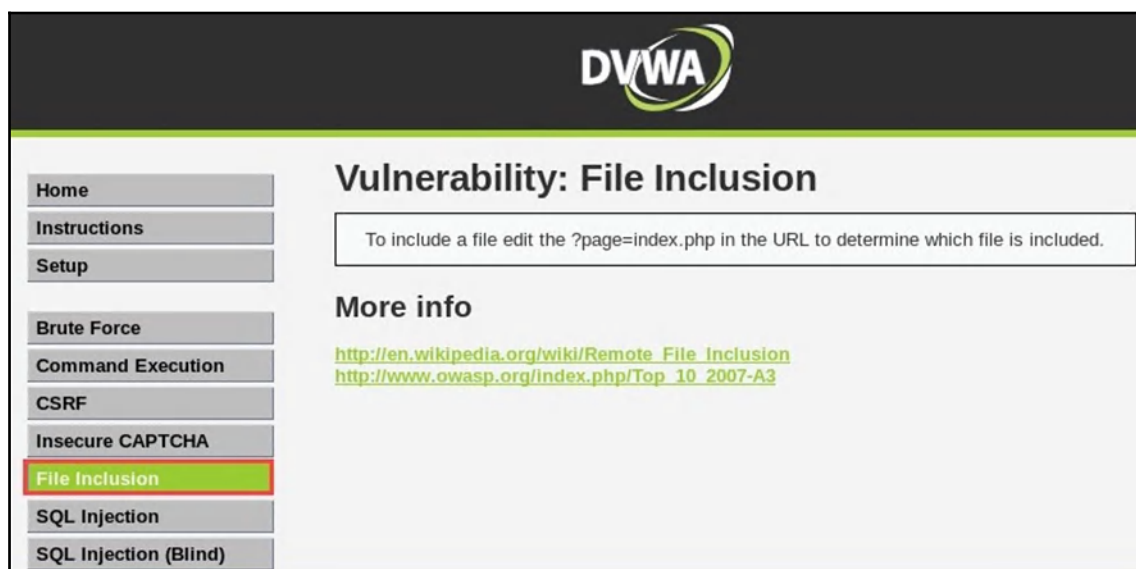 DVWA
Home
Instructions
Setup
Brute Force
Command Execution
CSRF
Insecure CAPTCHA
File Inclusion
SQL Injection
SQL Injection (Blind)
Vulnerability: File Inclusion
To include a file edit the ?page=index.php in the URL to determine which file is included.
More info
http://en.wikipedia.org/wiki/Remote_File_Inclusion
http://www.owasp.org/index.php/Top_10_2007-A3